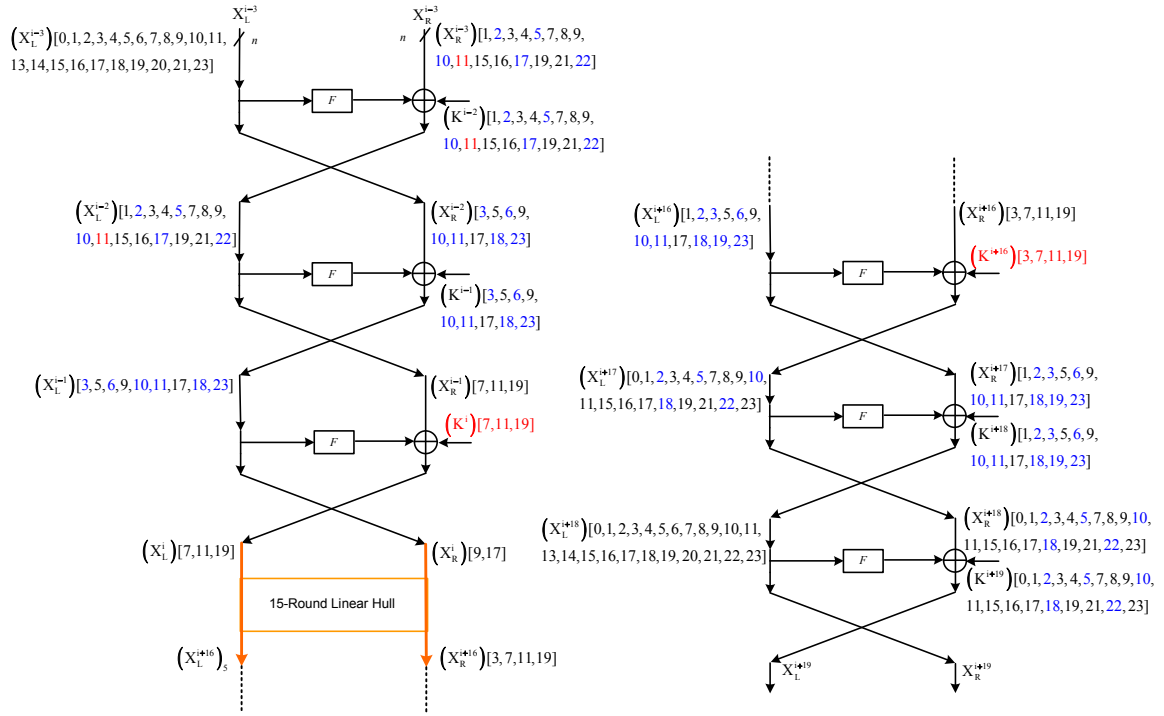 X_L^{i−3}
X_R^{i−3}
(X_L^{i−3})[0,1,2,3,4,5,6,7,8,9,10,11,
13,14,15,16,17,18,19,20,21,23]
n
n
(X_R^{i−3})[1,2,3,4,5,7,8,9,
10,11,15,16,17,19,21,22]
F
(K^{i−2})[1,2,3,4,5,7,8,9,
10,11,15,16,17,19,21,22]
(X_L^{i−2})[1,2,3,4,5,7,8,9,
10,11,15,16,17,19,21,22]
(X_R^{i−2})[3,5,6,9,
10,11,17,18,23]
F
(K^{i−1})[3,5,6,9,
10,11,17,18,23]
(X_L^{i−1})[3,5,6,9,10,11,17,18,23]
(X_R^{i−1})[7,11,19]
F
(K^i)[7,11,19]
(X_L^i)[7,11,19]
(X_R^i)[9,17]
15-Round Linear Hull
(X_L^{i+16})_5
(X_R^{i+16})[3,7,11,19]
(X_L^{i+16})[1,2,3,5,6,9,
10,11,17,18,19,23]
(X_R^{i+16})[3,7,11,19]
F
(K^{i+16})[3,7,11,19]
(X_L^{i+17})[0,1,2,3,4,5,7,8,9,10,
11,15,16,17,18,19,21,22,23]
(X_R^{i+17})[1,2,3,5,6,9,
10,11,17,18,19,23]
F
(K^{i+18})[1,2,3,5,6,9,
10,11,17,18,19,23]
(X_L^{i+18})[0,1,2,3,4,5,6,7,8,9,10,11,
13,14,15,16,17,18,19,20,21,22,23]
(X_R^{i+18})[0,1,2,3,4,5,7,8,9,10,
11,15,16,17,18,19,21,22,23]
F
(K^{i+19})[0,1,2,3,4,5,7,8,9,10,
11,15,16,17,18,19,21,22,23]
X_L^{i+19}
X_R^{i+19}